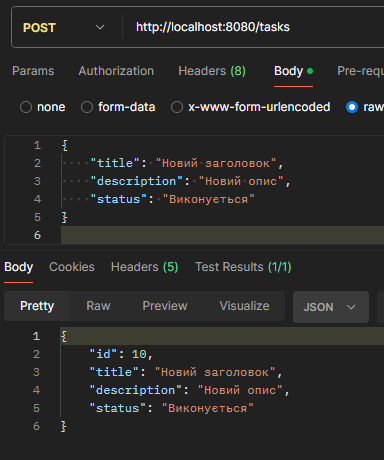 POST http://localhost:8080/tasks
Params Authorization Headers (8) Body Pre-requ
none form-data x-www-form-urlencoded raw
1 {
2 "title": "Новий заголовок",
3 "description": "Новий опис",
4 "status": "Виконується"
5 }
6
Body Cookies Headers (5) Test Results (1/1)
Pretty Raw Preview Visualize JSON
1 {
2 "id": 10,
3 "title": "Новий заголовок",
4 "description": "Новий опис",
5 "status": "Виконується"
6 }